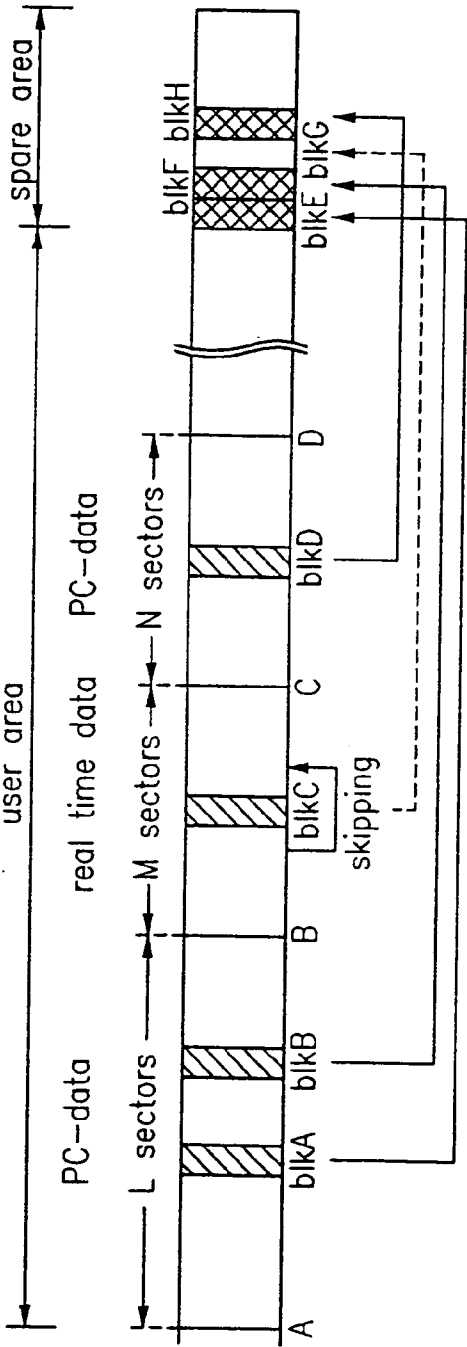 user area
spare area
PC-data
real time data
PC-data
L sectors
M sectors
N sectors
blkF
blkH
A
blkA
blkB
B
blkC
C
blkD
D
blkE
blkG
skipping